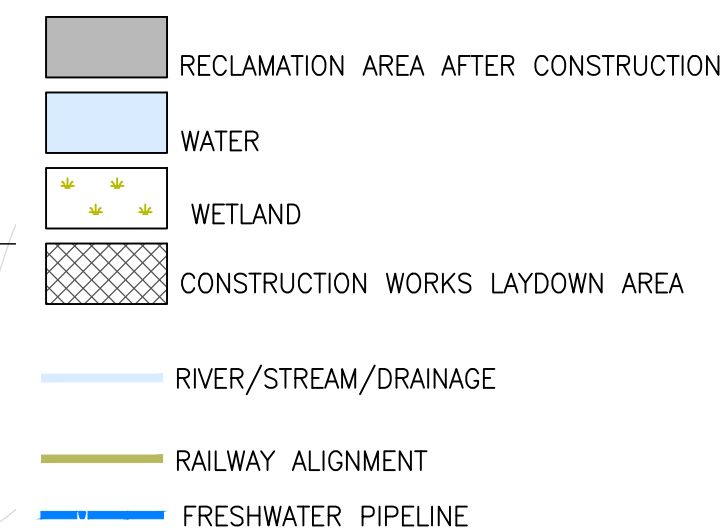 RECLAMATION AREA AFTER CONSTRUCTION
WATER
WETLAND
CONSTRUCTION WORKS LAYDOWN AREA
RIVER/STREAM/DRAINAGE
RAILWAY ALIGNMENT
FRESHWATER PIPELINE